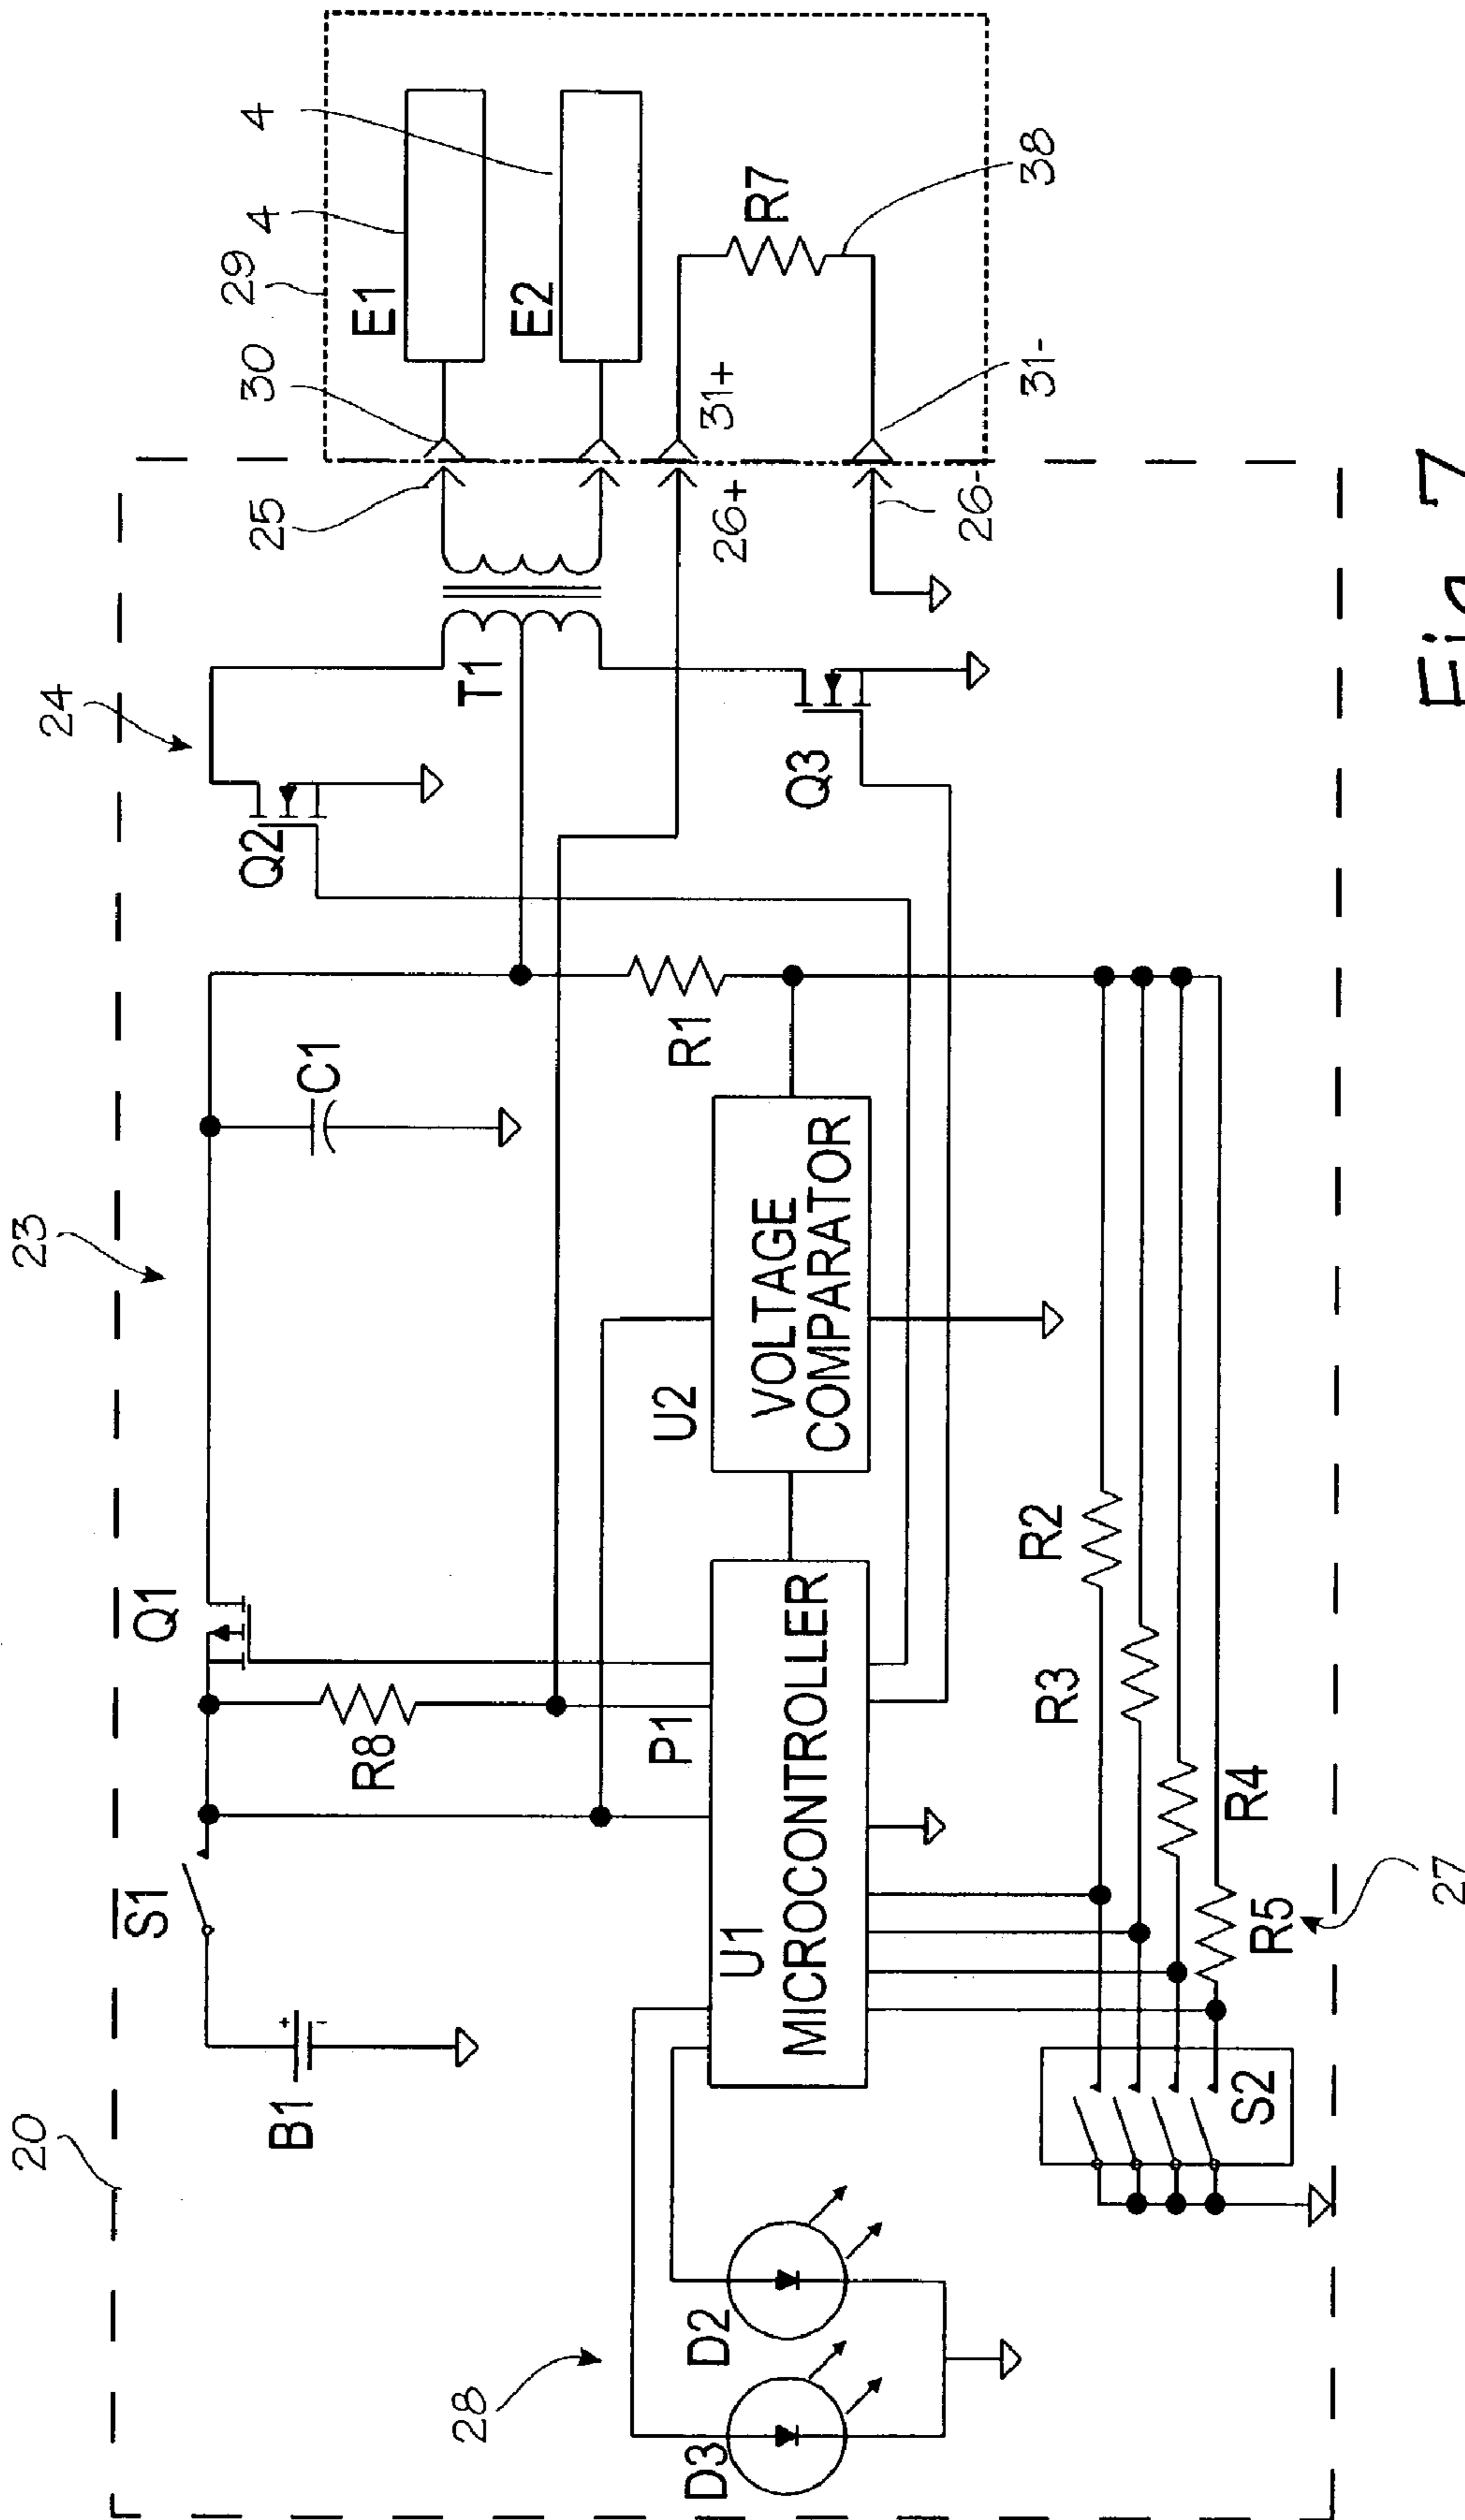 20
23
24
S1
Q1
B1
R8
C1
Q2
T1
25
30
29
4
4
E1
E2
P1
U1
MICROCONTROLLER
U2
VOLTAGE
COMPARATOR
R1
26+
31+
R7
Q3
26-
31-
38
28
D3
D2
R2
R3
R4
R5
S2
27
+
-
Fig. 7